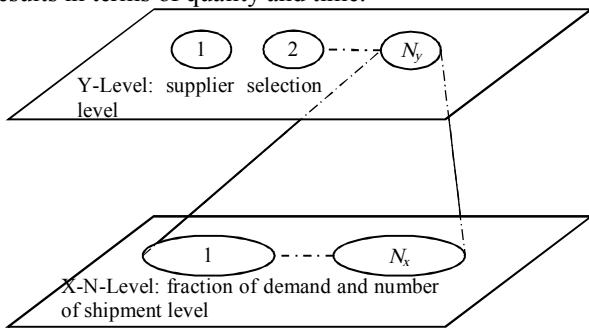 esults in terms of quality and time.
1 2 Ny
Y-Level: supplier selection
level
1 Nx
X-N-Level: fraction of demand and number
of shipment level